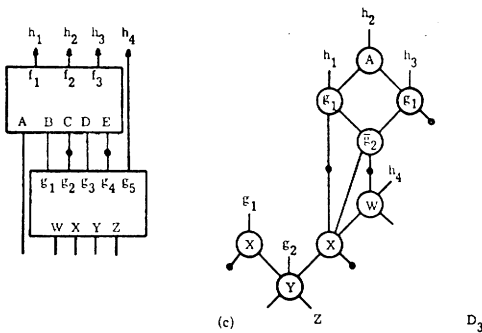 h1 h2 h3 h4
f1 f2 f3
A B C D E
g1 g2 g3 g4 g5
W X Y Z
h2
A
h1 h3
g1 g1
g̅2
h4
W
g1
X g2 X
Y
Z
(c) D3